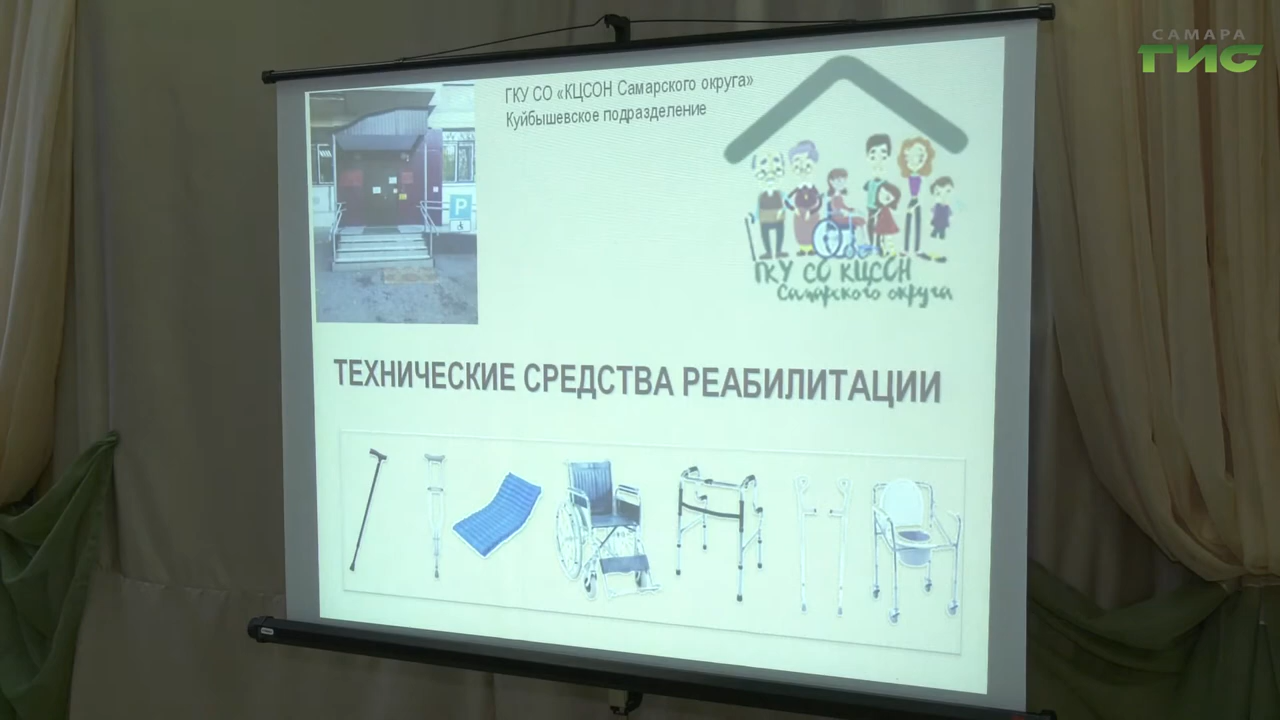 САМАРА
ГИС
ГКУ СО «КЦСОН Самарского округа»
Куйбышевское подразделение
P
ГКУ СО КЦСОН
Самарского округа
ТЕХНИЧЕСКИЕ СРЕДСТВА РЕАБИЛИТАЦИИ